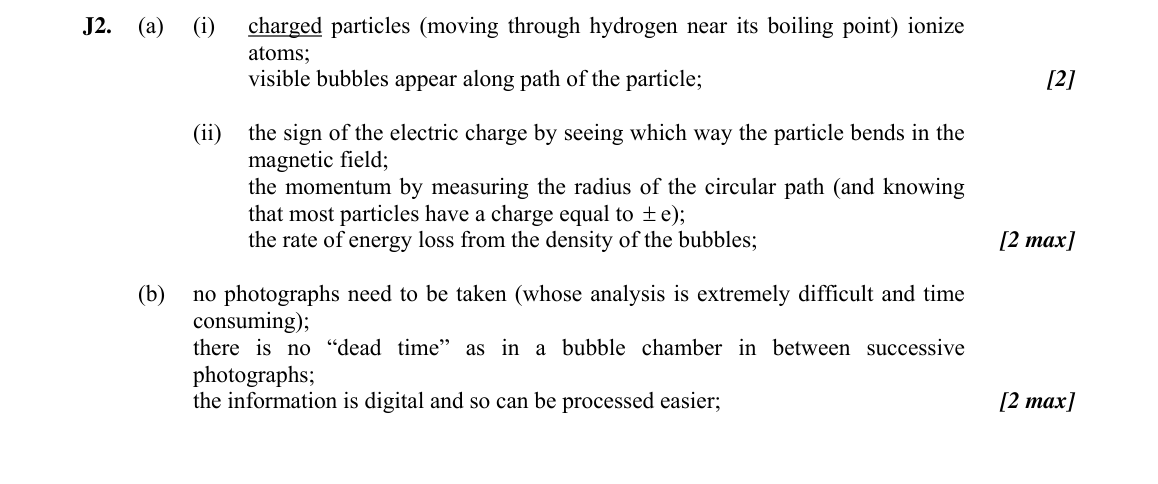 J2. (a) (i) charged particles (moving through hydrogen near its boiling point) ionize
atoms;
visible bubbles appear along path of the particle; [2]
(ii) the sign of the electric charge by seeing which way the particle bends in the
magnetic field;
the momentum by measuring the radius of the circular path (and knowing
that most particles have a charge equal to ± e);
the rate of energy loss from the density of the bubbles; [2 max]
(b) no photographs need to be taken (whose analysis is extremely difficult and time
consuming);
there is no “dead time” as in a bubble chamber in between successive
photographs;
the information is digital and so can be processed easier; [2 max]